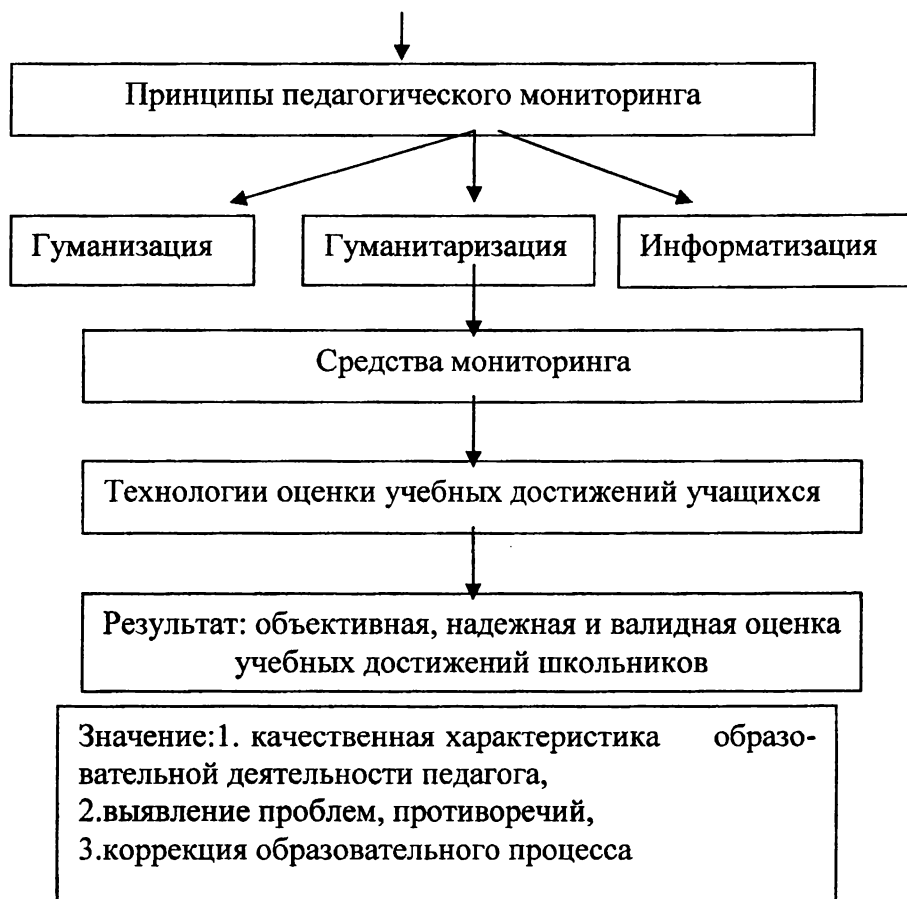 Принципы педагогического мониторинга
Гуманизация
Гуманитаризация
Информатизация
Средства мониторинга
Технологии оценки учебных достижений учащихся
Результат: объективная, надежная и валидная оценка
учебных достижений школьников
Значение:1. качественная характеристика образо-
вательной деятельности педагога,
2.выявление проблем, противоречий,
3.коррекция образовательного процесса